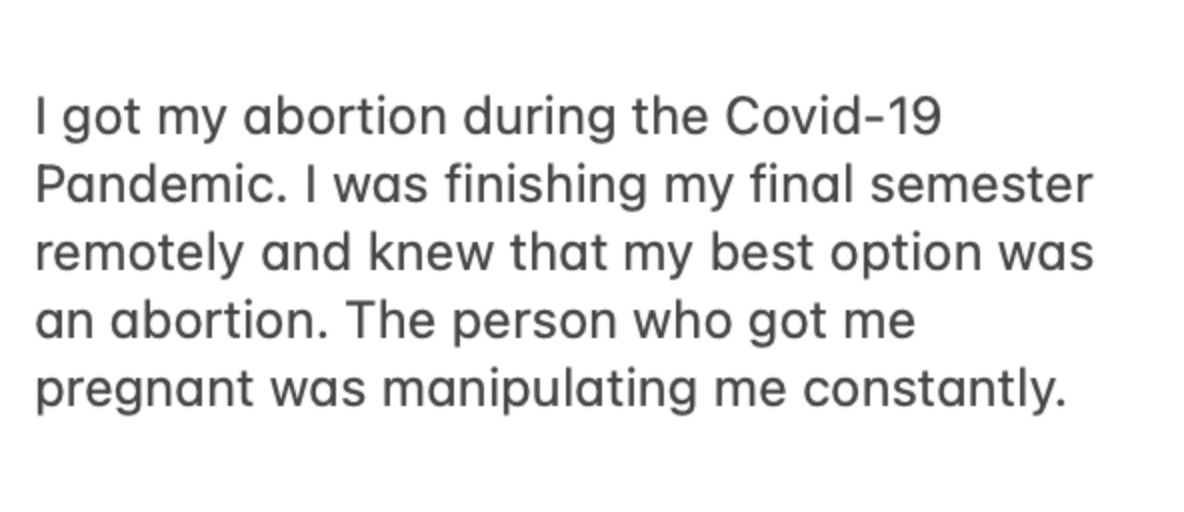 I got my abortion during the Covid-19
Pandemic. I was finishing my final semester
remotely and knew that my best option was
an abortion. The person who got me
pregnant was manipulating me constantly.